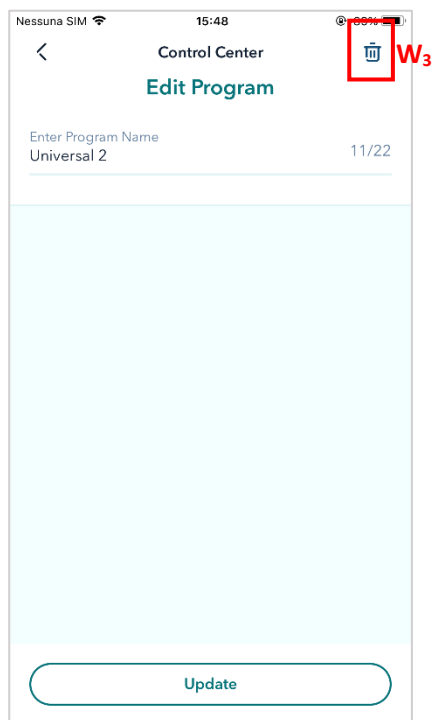 Nessuna SIM 15:48
Control Center
W3
Edit Program
Enter Program Name
Universal 2 11/22
Update